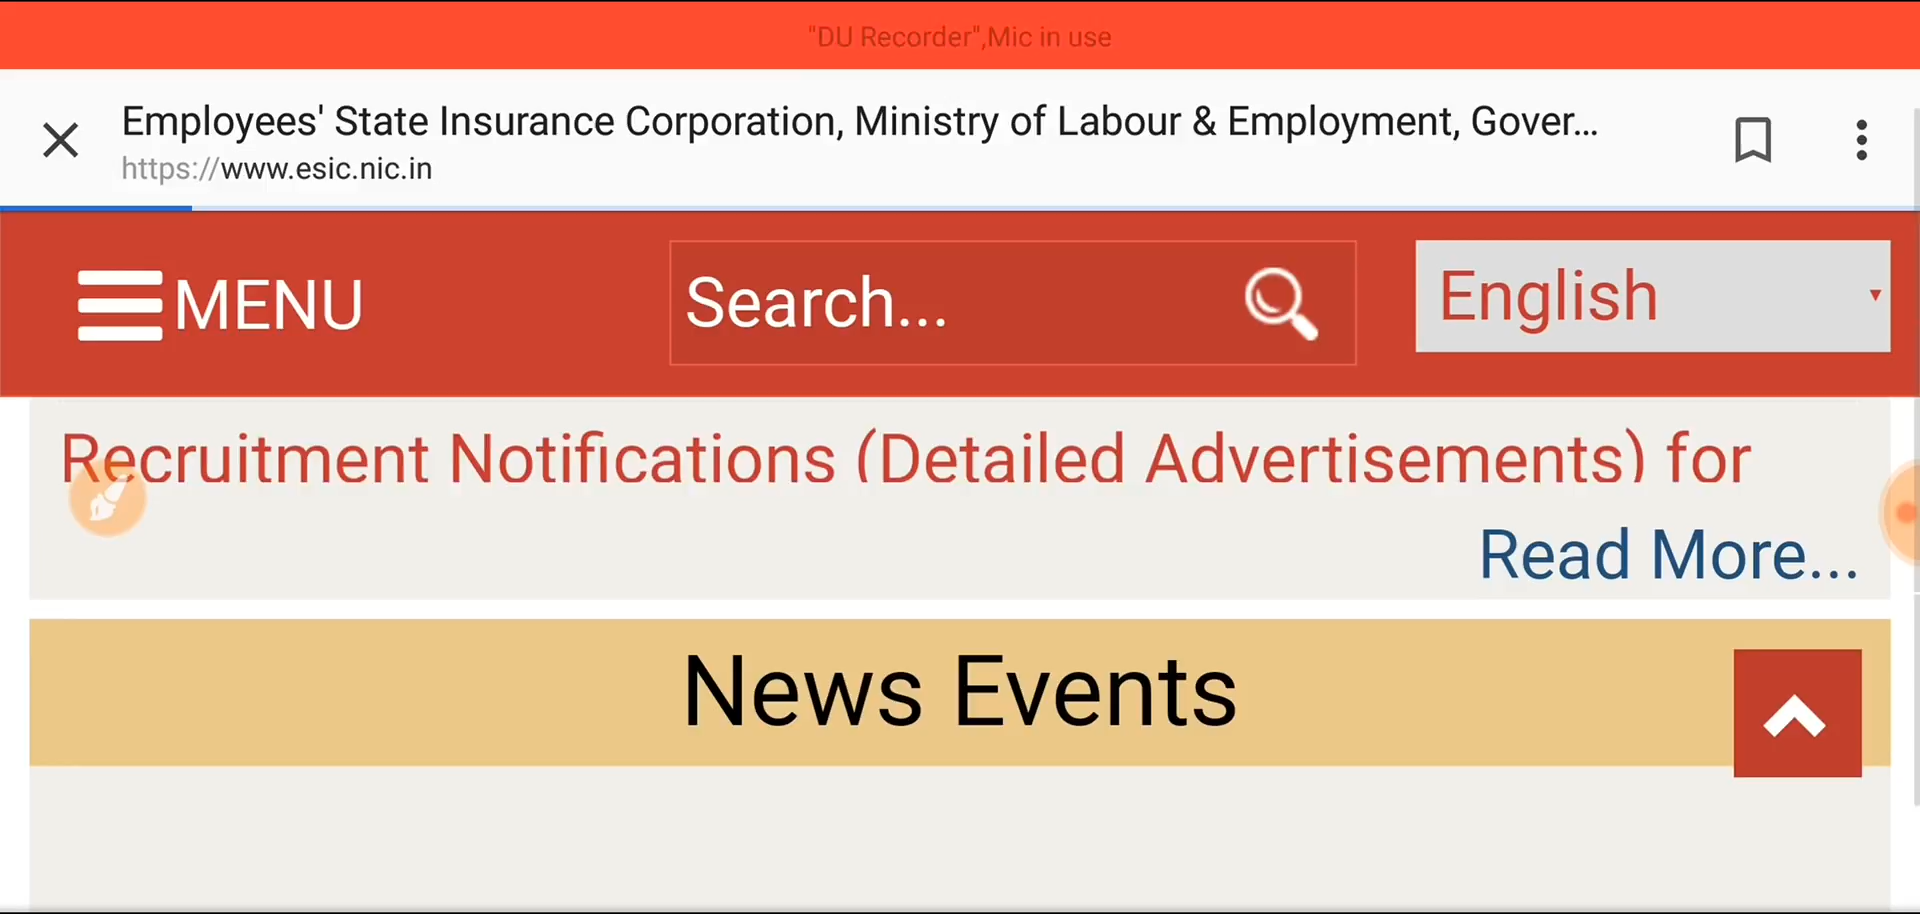 "DU Recorder",Mic in use
Employees' State Insurance Corporation, Ministry of Labour & Employment, Gover...
https://www.esic.nic.in
MENU
Search...
English
Recruitment Notifications (Detailed Advertisements) for
Read More...
News Events